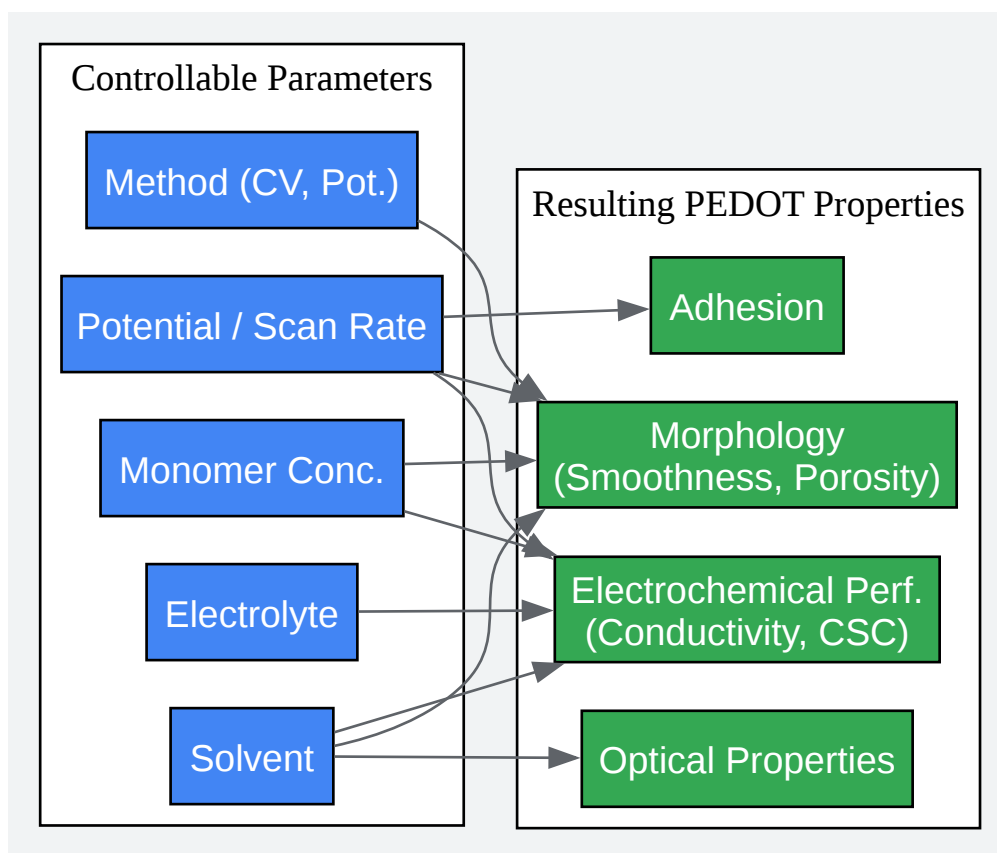 Controllable Parameters
Method (CV, Pot.)
Potential / Scan Rate
Monomer Conc.
Electrolyte
Solvent
Resulting PEDOT Properties
Adhesion
Morphology
(Smoothness, Porosity)
Electrochemical Perf.
(Conductivity, CSC)
Optical Properties